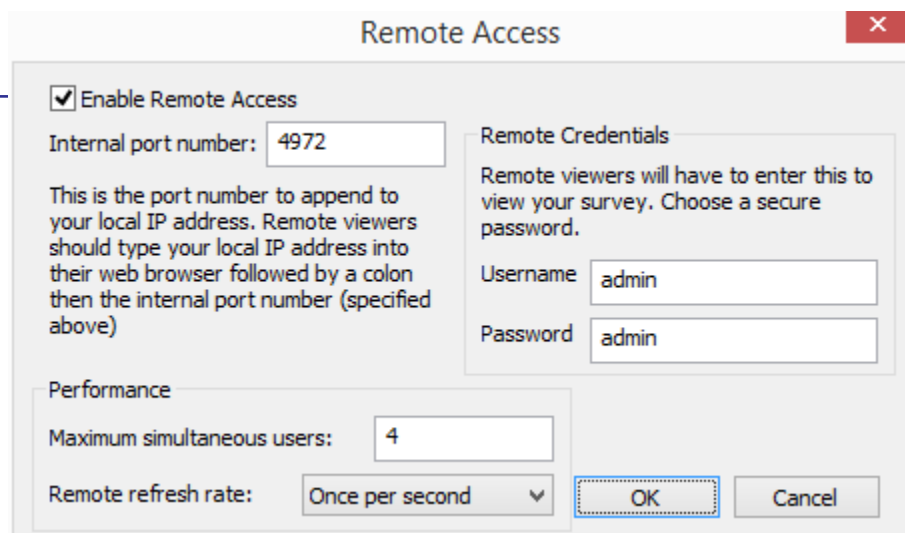 Remote Access
Enable Remote Access
Internal port number: 4972
This is the port number to append to
your local IP address. Remote viewers
should type your local IP address into
their web browser followed by a colon
then the internal port number (specified
above)
Remote Credentials
Remote viewers will have to enter this to
view your survey. Choose a secure
password.
Username admin
Password admin
Performance
Maximum simultaneous users: 4
Remote refresh rate: Once per second
OK Cancel